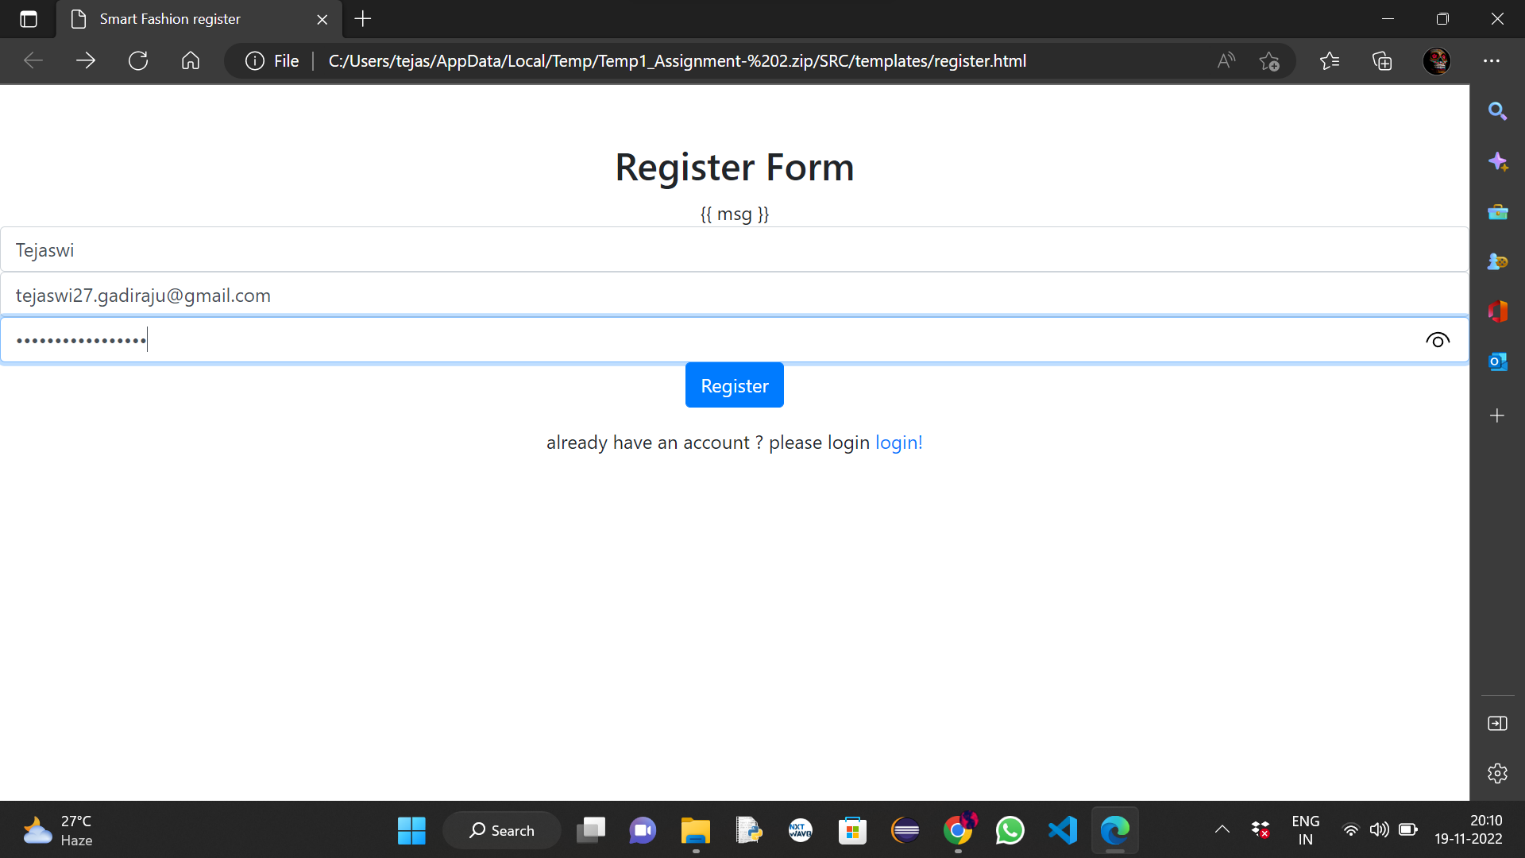 Smart Fashion register
File
C:/Users/tejas/AppData/Local/Temp/Temp1_Assignment-%202.zip/SRC/templates/register.html
Register Form
{{ msg }}
Tejaswi
tejaswi27.gadiraju@gmail.com
•••••••••••••••••
Register
already have an account ? please login login!
27°C
Haze
Search
NXT
WAVE
ENG
IN
20:10
19-11-2022